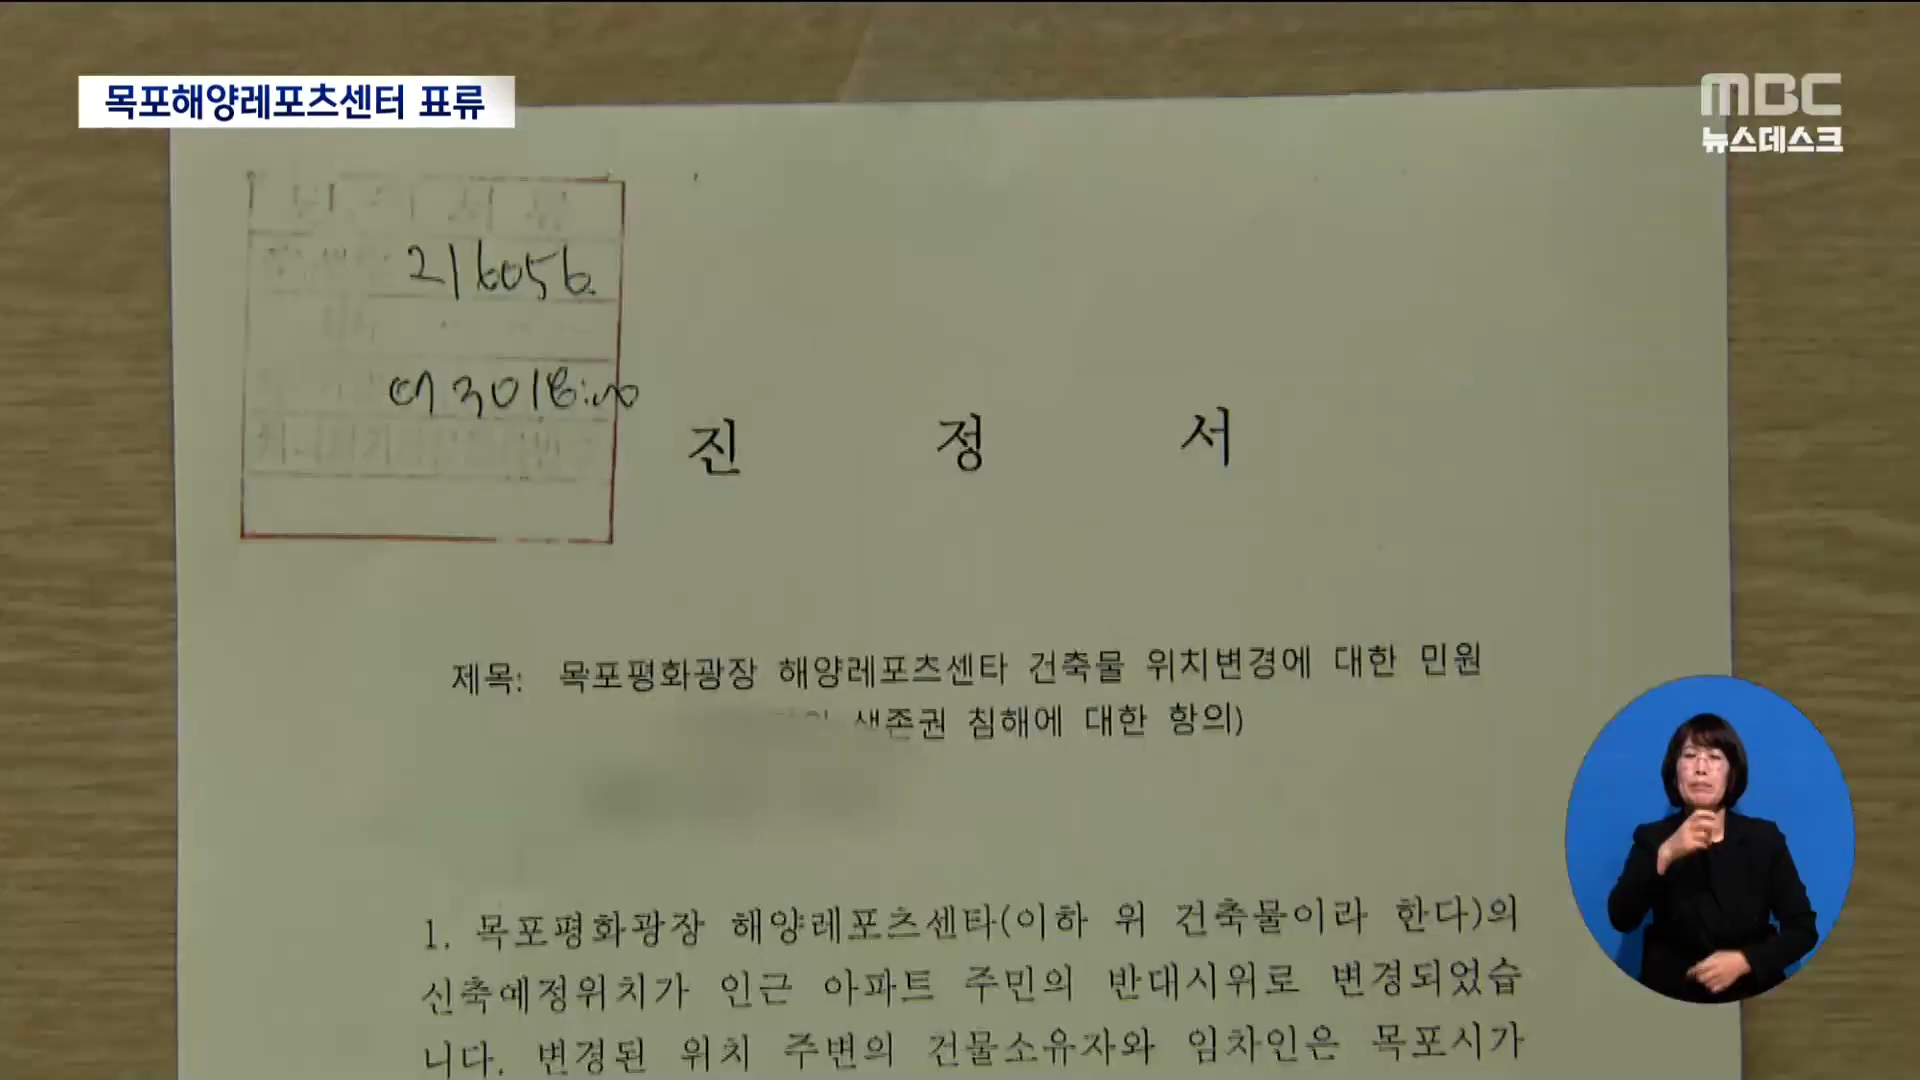 목포해양레포츠센터 표류
MBC
뉴스데스크
216056
진 정 서
제목: 목포평화광장 해양레포츠센타 건축물 위치변경에 대한 민원
생존권 침해에 대한 항의)
1. 목포평화광장 해양레포츠센타(이하 위 건축물이라 한다)의
신축예정위치가 인근 아파트 주민의 반대시위로 변경되었습
니다. 변경된 위치 주변의 건물소유자와 임차인은 목포시가